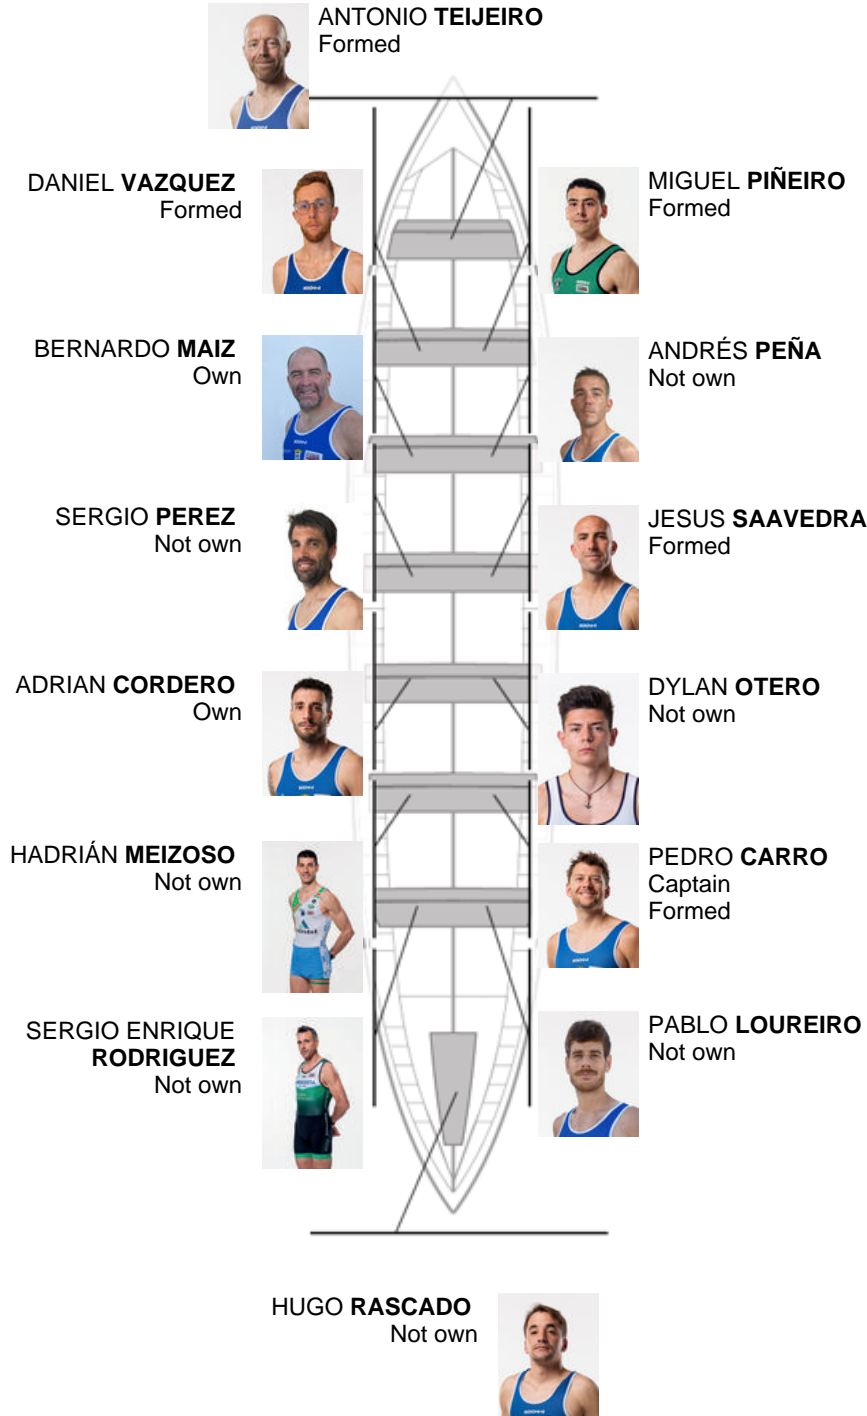 ANTONIO TEIJEIRO
Formed
DANIEL VAZQUEZ
Formed
MIGUEL PIÑEIRO
Formed
BERNARDO MAIZ
Own
ANDRÉS PEÑA
Not own
SERGIO PEREZ
Not own
JESUS SAAVEDRA
Formed
ADRIAN CORDERO
Own
DYLAN OTERO
Not own
HADRIÁN MEIZOSO
Not own
PEDRO CARRO
Captain
Formed
SERGIO ENRIQUE
RODRIGUEZ
Not own
PABLO LOUREIRO
Not own
HUGO RASCADO
Not own